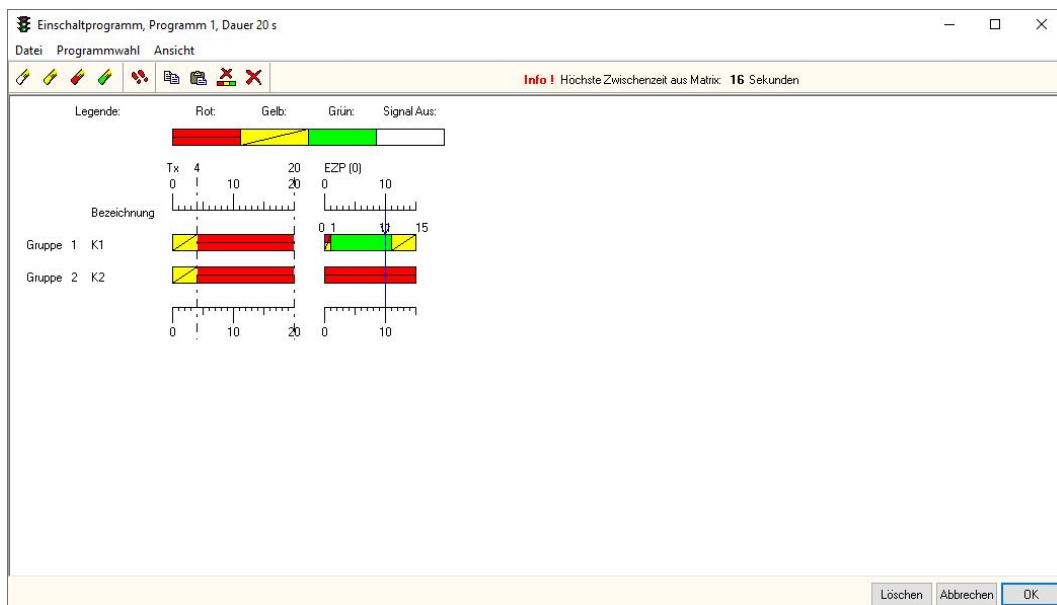 Einschaltprogramm, Programm 1, Dauer 20 s
Datei Programmwahl Ansicht
Info ! Höchste Zwischenzeit aus Matrix: 16 Sekunden
Legende: Rot: Gelb: Grün: Signal Aus:
Tx 4 20 EZP (0)
0 10 20 0 10
Bezeichnung
0 1 11 15
Gruppe 1 K1
Gruppe 2 K2
0 10 20 0 10
Löschen Abbrechen OK